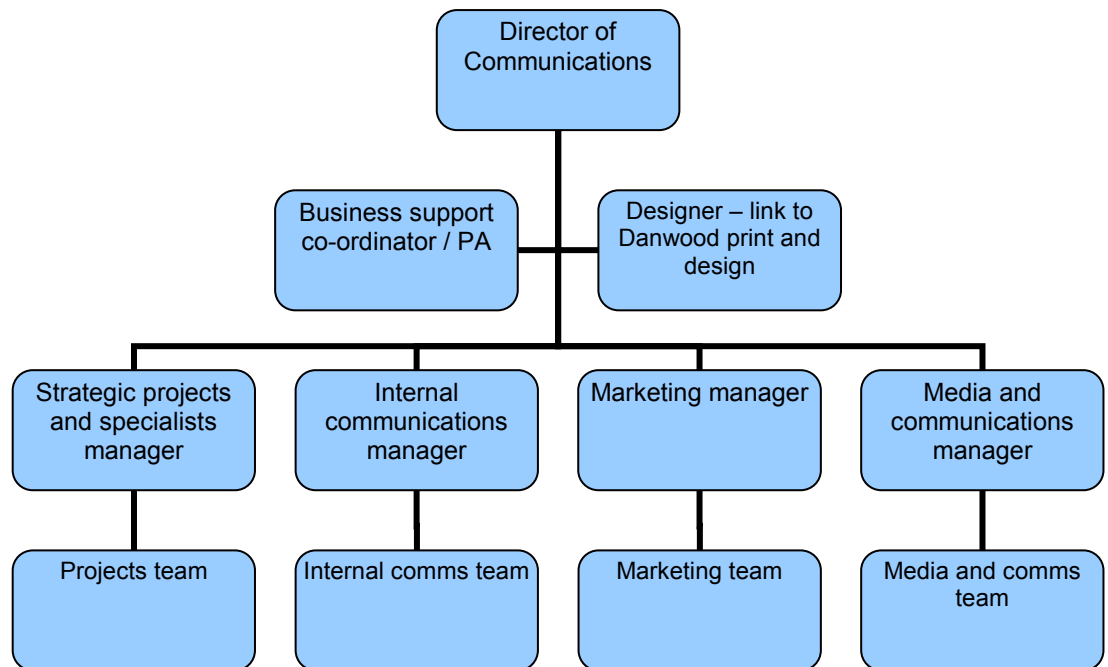 Director of
Communications
Business support
co-ordinator / PA
Designer – link to
Danwood print and
design
Strategic projects
and specialists
manager
Internal
communications
manager
Marketing manager
Media and
communications
manager
Projects team
Internal comms team
Marketing team
Media and comms
team